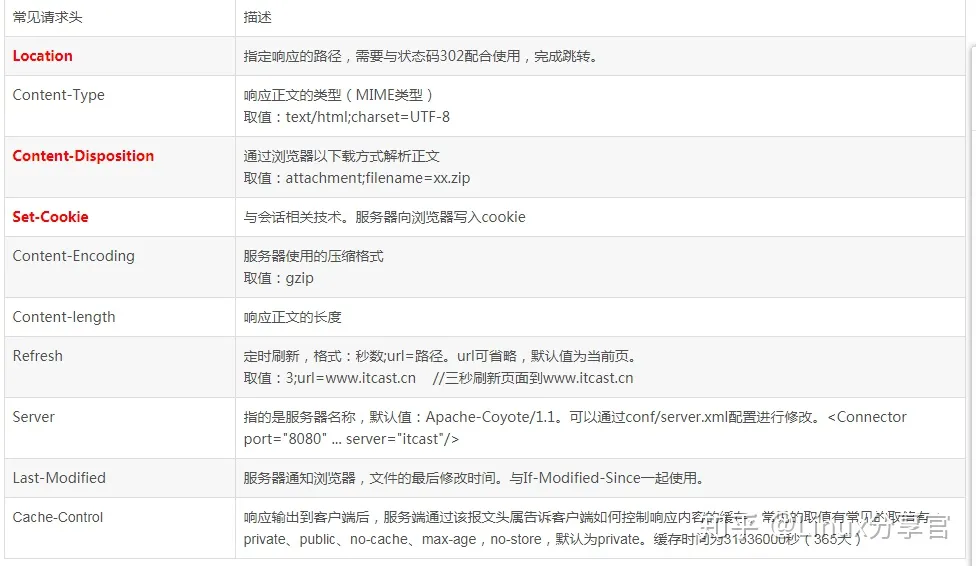 常见请求头 描述
Location 指定响应的路径，需要与状态码302配合使用，完成跳转。
Content-Type 响应正文的类型（MIME类型）
取值：text/html;charset=UTF-8
Content-Disposition 通过浏览器以下载方式解析正文
取值：attachment;filename=xx.zip
Set-Cookie 与会话相关技术。服务器向浏览器写入cookie
Content-Encoding 服务器使用的压缩格式
取值：gzip
Content-length 响应正文的长度
Refresh 定时刷新，格式：秒数;url=路径。url可省略，默认值为当前页。
取值：3;url=www.itcast.cn //三秒刷新页面到www.itcast.cn
Server 指的是服务器名称，默认值：Apache-Coyote/1.1。可以通过conf/server.xml配置进行修改。<Connector
port="8080" ... server="itcast"/>
Last-Modified 服务器通知浏览器，文件的最后修改时间。与If-Modified-Since一起使用。
Cache-Control 响应输出到客户端后，服务端通过该报文头属告诉客户端如何控制响应内容的缓存。常见的取值有常见的取值有
private、public、no-cache、max-age，no-store，默认为private。缓存时间为31536000秒（365天）
知乎 @Linux分享官